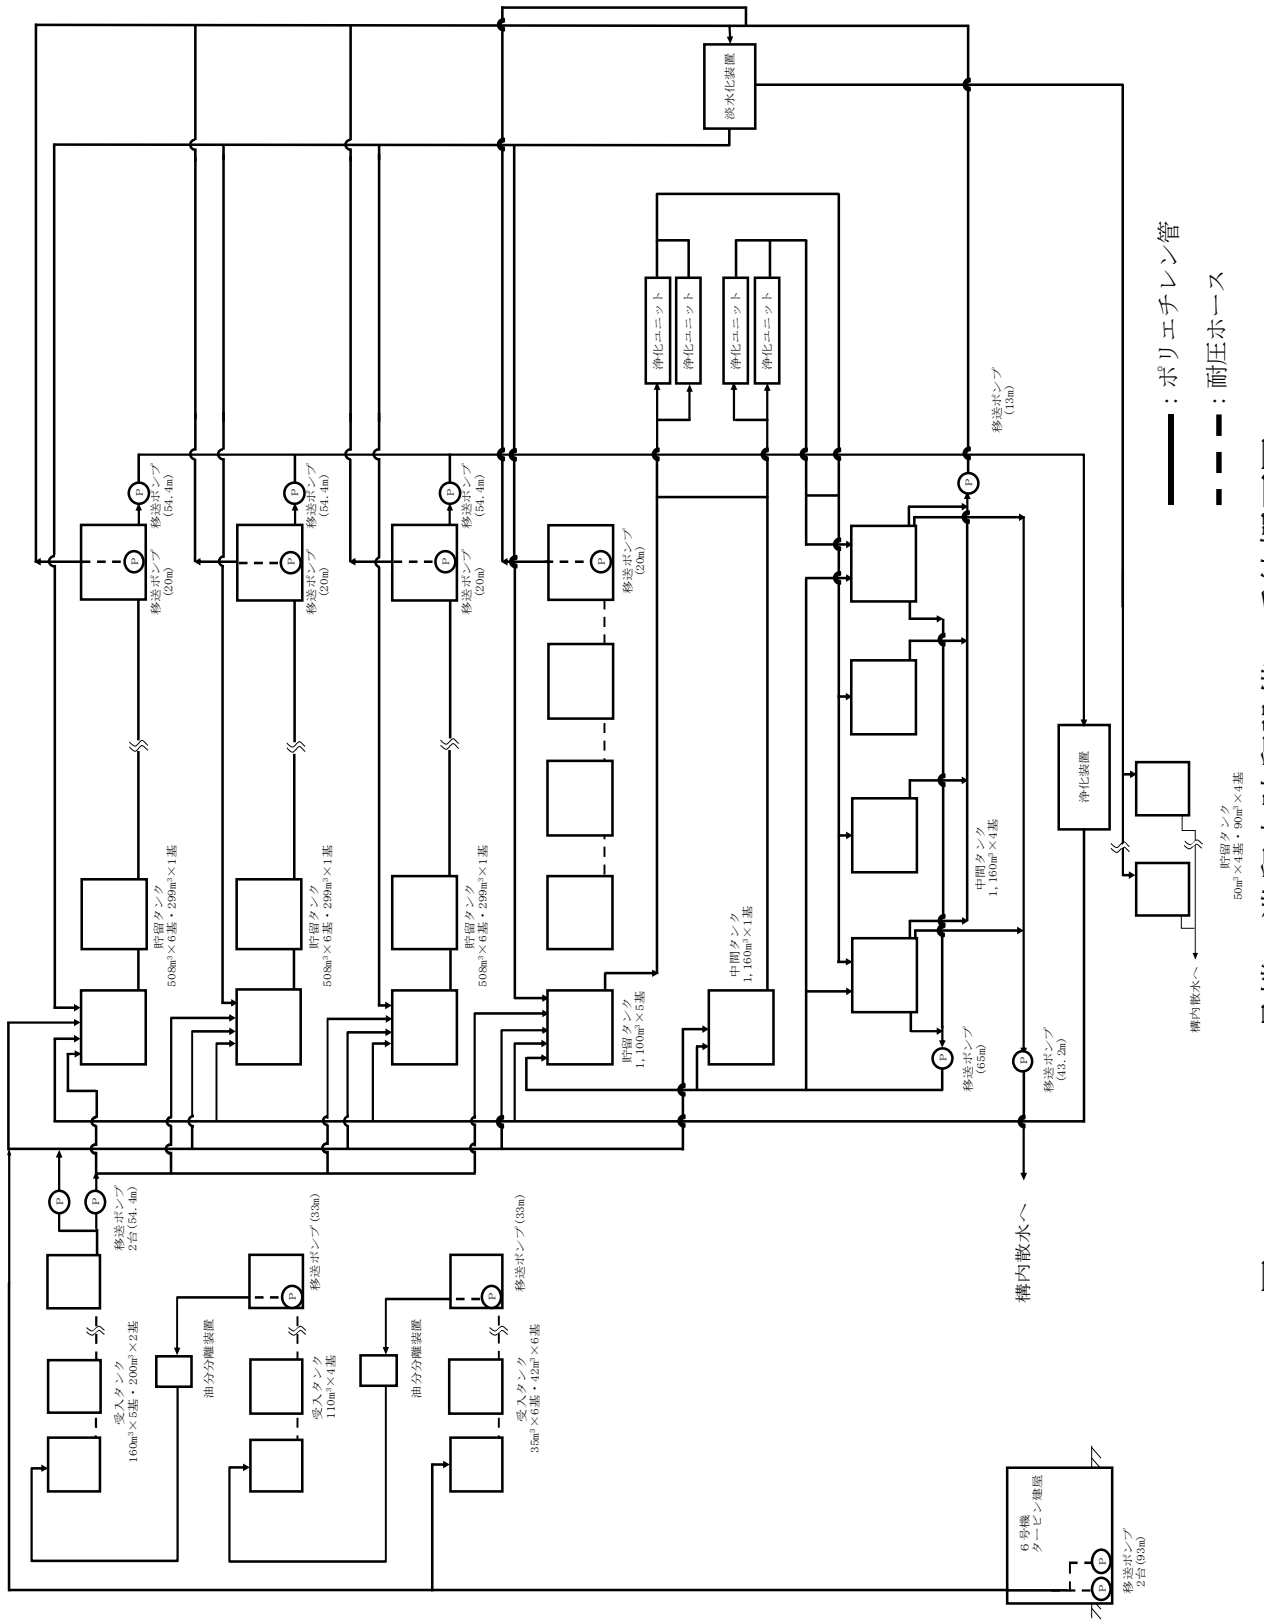 6号機
タービン建屋
P
P
移送ポンプ
2台(93m)
受入タンク
160m³×5基・200m³×2基
P
P
移送ポンプ
2台(54.4m)
油分分離装置
受入タンク
110m³×4基
P
移送ポンプ(33m)
油分分離装置
受入タンク
35m³×6基・42m³×6基
P
移送ポンプ(33m)
貯留タンク
508m³×6基・299m³×1基
P
移送ポンプ
(20m)
P
移送ポンプ
(54.4m)
貯留タンク
508m³×6基・299m³×1基
P
移送ポンプ
(20m)
P
移送ポンプ
(54.4m)
貯留タンク
508m³×6基・299m³×1基
P
移送ポンプ
(20m)
P
移送ポンプ
(54.4m)
貯留タンク
1,100m³×5基
P
移送ポンプ
(20m)
中間タンク
1,160m³×1基
浄化ユニット
浄化ユニット
浄化ユニット
浄化ユニット
淡水化装置
中間タンク
1,160m³×4基
P
移送ポンプ
(65m)
P
移送ポンプ
(13m)
P
移送ポンプ
(43.2m)
構内散水へ
浄化装置
貯留タンク
50m³×4基・90m³×4基
構内散水へ
：ポリエチレン管
：耐圧ホース